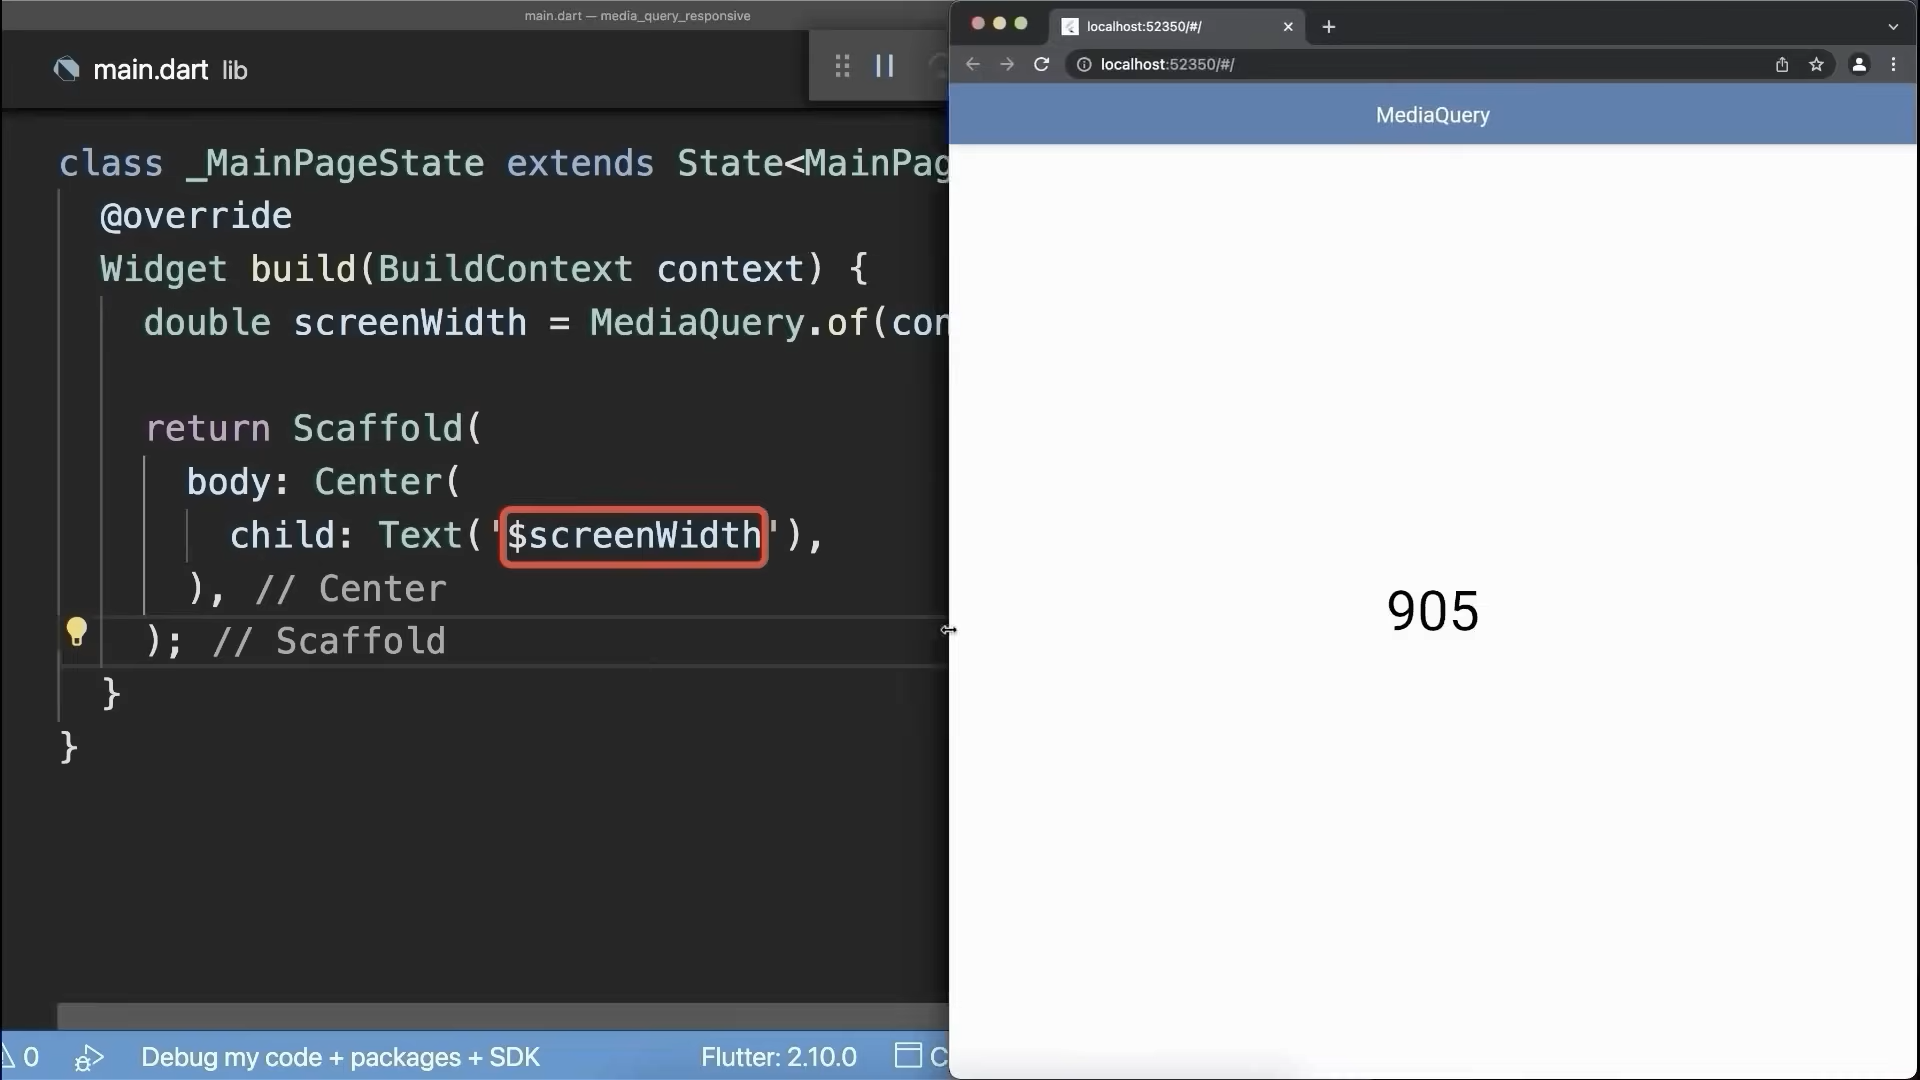 main.dart — media_query_responsive
main.dart lib
class _MainPageState extends State<MainPag
@override
Widget build(BuildContext context) {
double screenWidth = MediaQuery.of(con
return Scaffold(
body: Center(
child: Text('$screenWidth'),
), // Center
); // Scaffold
}
}
0
Debug my code + packages + SDK
Flutter: 2.10.0
C
localhost:52350/#/
localhost:52350/#/
MediaQuery
905